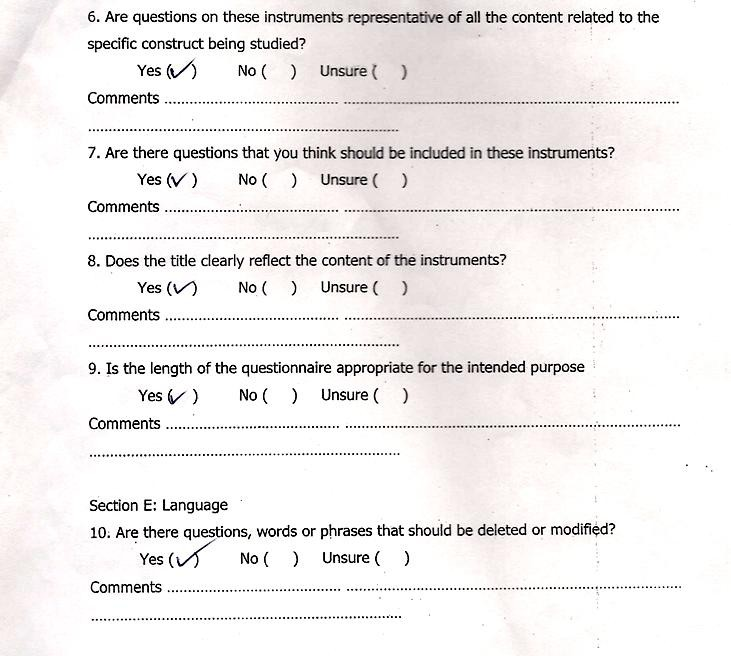 6. Are questions on these instruments representative of all the content related to the
specific construct being studied?
Yes (✓) No ( ) Unsure ( )
Comments ........................................ ................................................................................
........................................................................
7. Are there questions that you think should be included in these instruments?
Yes (✓) No ( ) Unsure ( )
Comments ........................................ ................................................................................
........................................................................
8. Does the title clearly reflect the content of the instruments?
Yes (✓) No ( ) Unsure ( )
Comments ........................................ ................................................................................
........................................................................
9. Is the length of the questionnaire appropriate for the intended purpose
Yes (✓) No ( ) Unsure ( )
Comments ........................................ ................................................................................
........................................................................
Section E: Language
10. Are there questions, words or phrases that should be deleted or modified?
Yes (✓) No ( ) Unsure ( )
Comments ........................................ ................................................................................
........................................................................